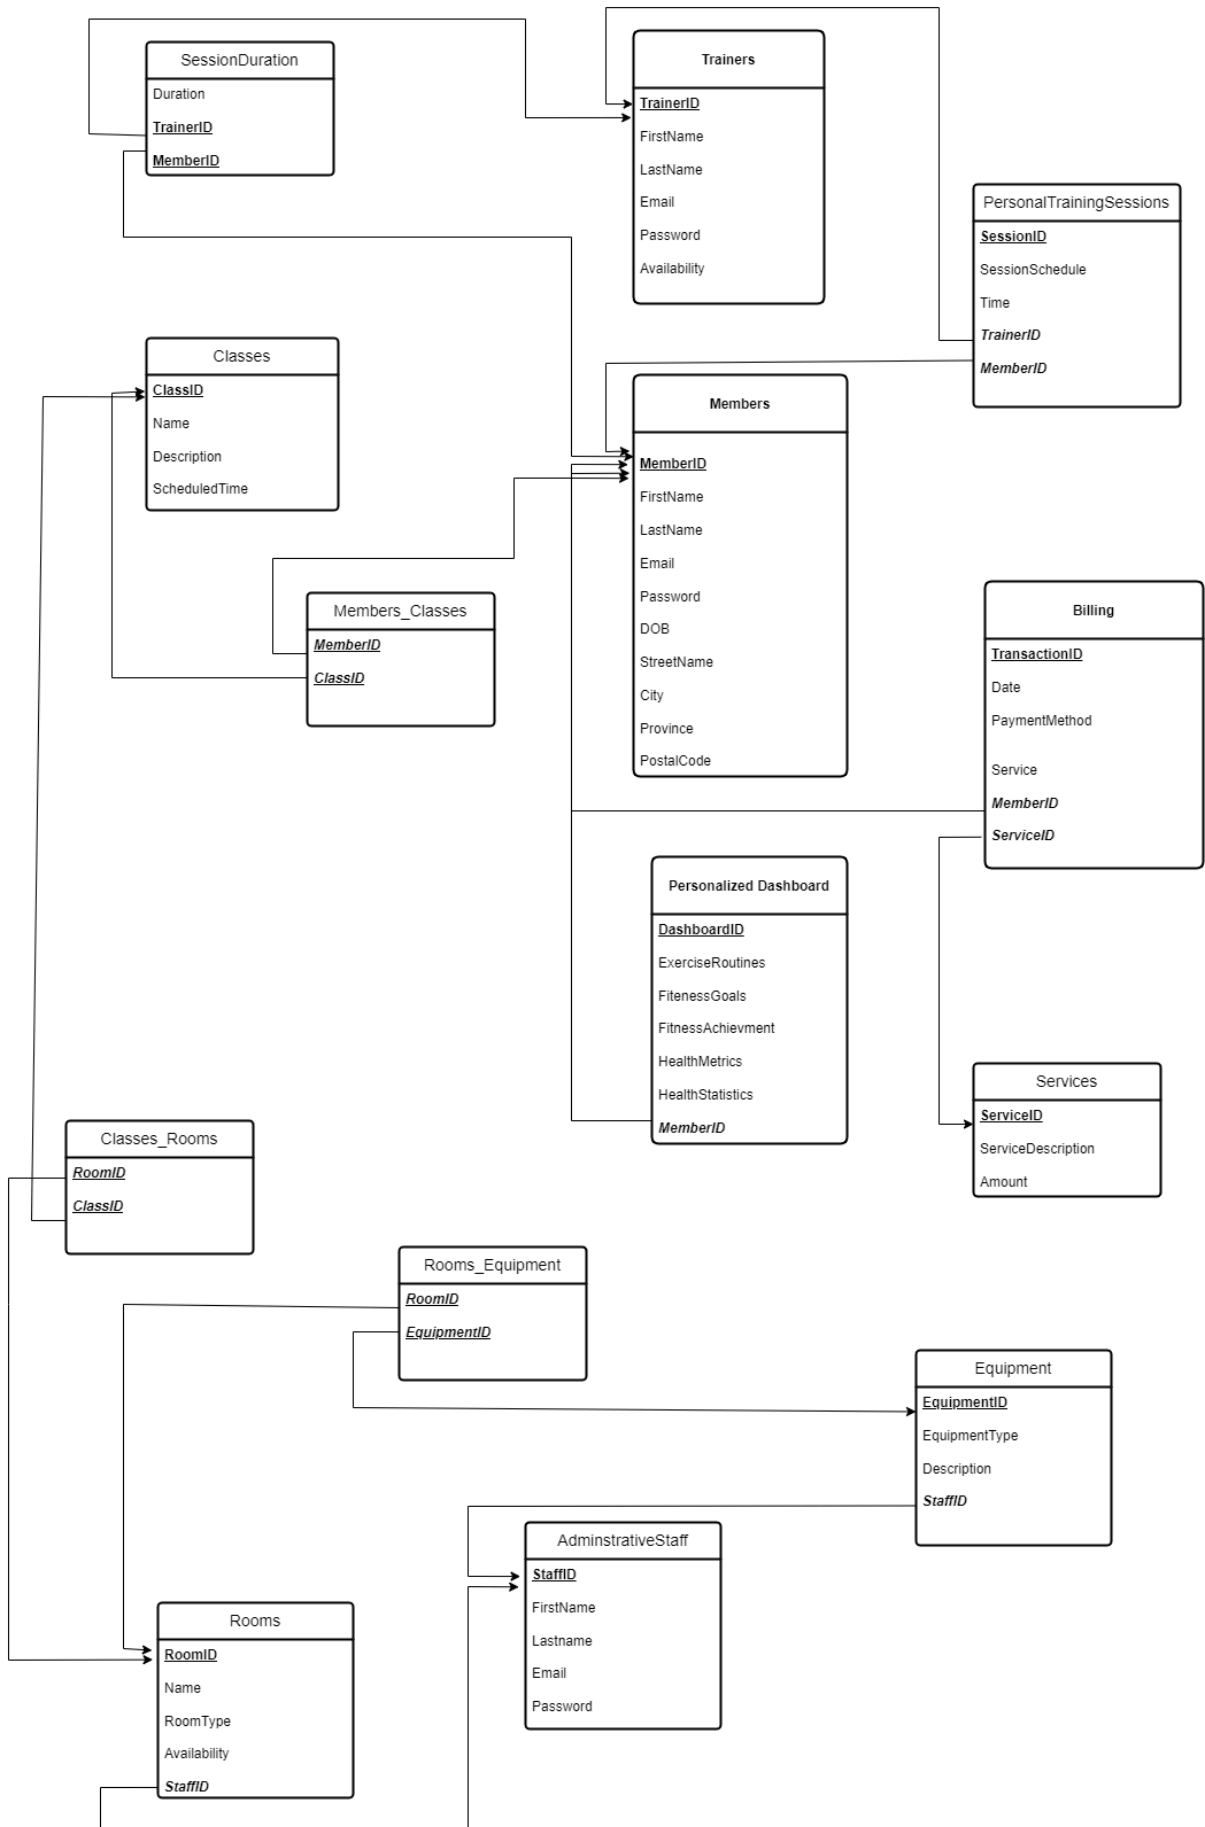 SessionDuration
Duration
TrainerID
MemberID
Trainers
TrainerID
FirstName
LastName
Email
Password
Availability
PersonalTrainingSessions
SessionID
SessionSchedule
Time
TrainerID
MemberID
Classes
ClassID
Name
Description
ScheduledTime
Members
MemberID
FirstName
LastName
Email
Password
DOB
StreetName
City
Province
PostalCode
Members_Classes
MemberID
ClassID
Billing
TransactionID
Date
PaymentMethod
Service
MemberID
ServiceID
Personalized Dashboard
DashboardID
ExerciseRoutines
FitenessGoals
FitnessAchievment
HealthMetrics
HealthStatistics
MemberID
Services
ServiceID
ServiceDescription
Amount
Classes_Rooms
RoomID
ClassID
Rooms_Equipment
RoomID
EquipmentID
Equipment
EquipmentID
EquipmentType
Description
StaffID
AdminstrativeStaff
StaffID
FirstName
Lastname
Email
Password
Rooms
RoomID
Name
RoomType
Availability
StaffID